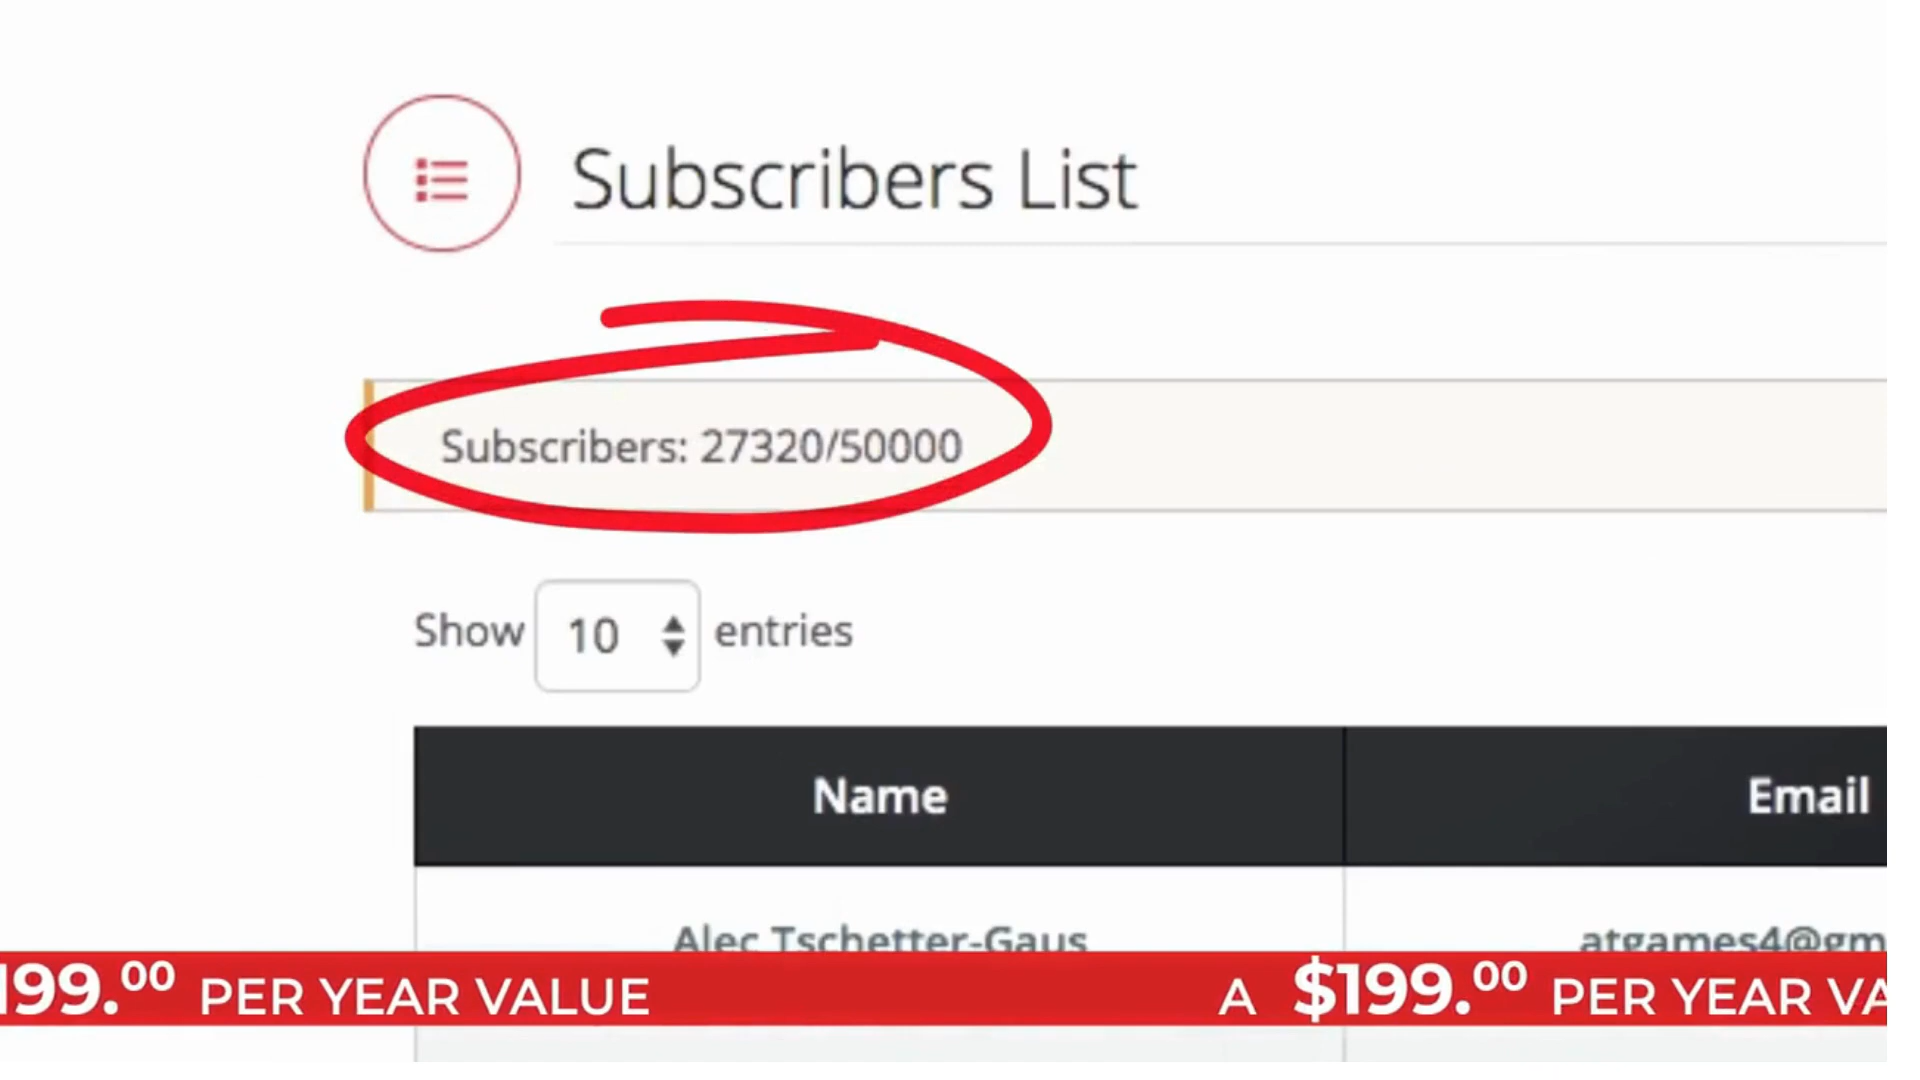 Subscribers List
Subscribers: 27320/50000
Show 10 entries
Name Email
Alec Tschetter-Gaus atgames4@gm
199.00 PER YEAR VALUE A $199.00 PER YEAR VA